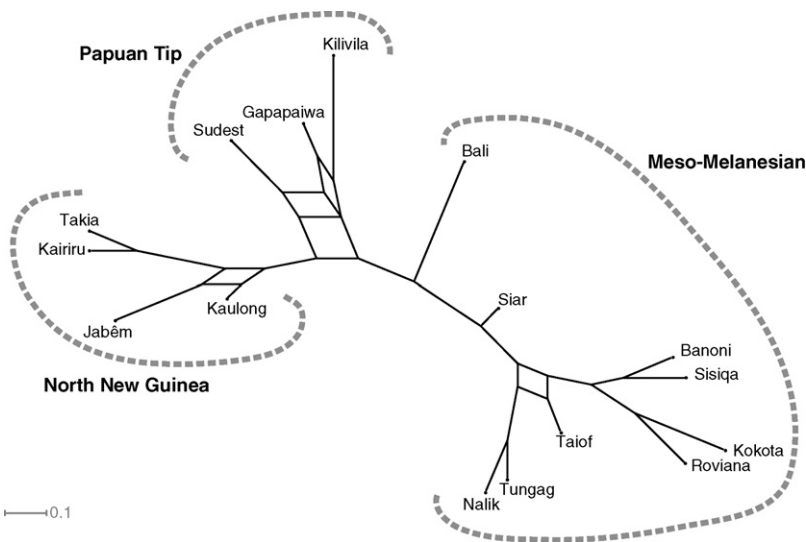 Kilivila
Papuan Tip
Gapapaiwa
Sudest
Bali
Meso-Melanesian
Takia
Kairiru
Siar
Kaulong
Jabêm
Banoni
Sisiqa
North New Guinea
Taiof
Kokota
Roviana
Tungag
Nalik
0.1